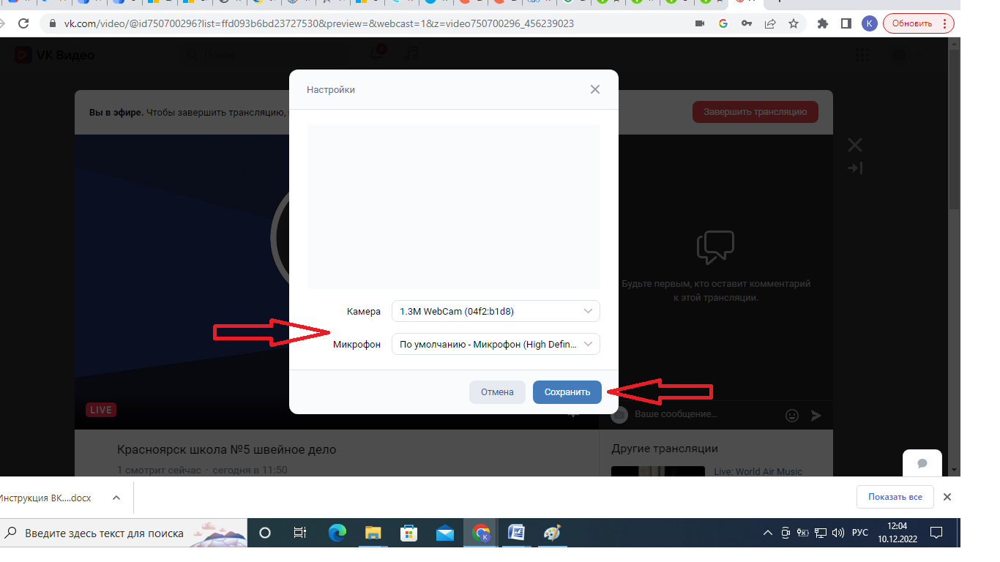 vk.com/video/@id750700296?list=ffd093b6bd23727530&preview=&webcast=1&z=video750700296_456239023
К
Обновить
VK Видео
Поиск
Настройки
Вы в эфире. Чтобы завершить трансляцию,
Завершить трансляцию
Будьте первым, кто оставит комментарий
к этой трансляции.
Камера
1.3M WebCam (04f2:b1d8)
Микрофон
По умолчанию - Микрофон (High Defin...
Отмена
Сохранить
LIVE
Ваше сообщение...
Красноярск школа №5 швейное дело
1 смотрит сейчас · сегодня в 11:50
Другие трансляции
Live: World Air Music
Инструкция ВК....docx
Показать все
Введите здесь текст для поиска
РУС
12:04
10.12.2022